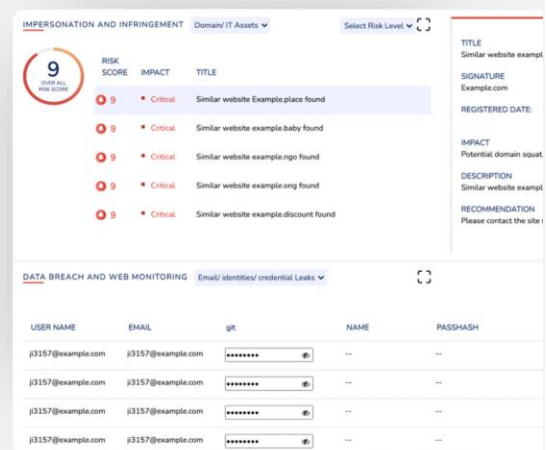 IMPERSONATION AND INFRINGEMENT Domain/ IT Assets Select Risk Level
9
OVER ALL
RISK SCORE
RISK
SCORE IMPACT TITLE
9 Critical Similar website Example.place found
9 Critical Similar website example.baby found
9 Critical Similar website example.ngo found
9 Critical Similar website example.ong found
9 Critical Similar website example.discount found
TITLE
Similar website exampl
SIGNATURE
Example.com
REGISTERED DATE:
IMPACT
Potential domain squat
DESCRIPTION
Similar website exampl
RECOMMENDATION
Please contact the site
DATA BREACH AND WEB MONITORING Email/ identities/ credential Leaks
USER NAME EMAIL git NAME PASSHASH
ji3157@example.com ji3157@example.com •••••••• -- --
ji3157@example.com ji3157@example.com •••••••• -- --
ji3157@example.com ji3157@example.com •••••••• -- --
ji3157@example.com ji3157@example.com •••••••• -- --